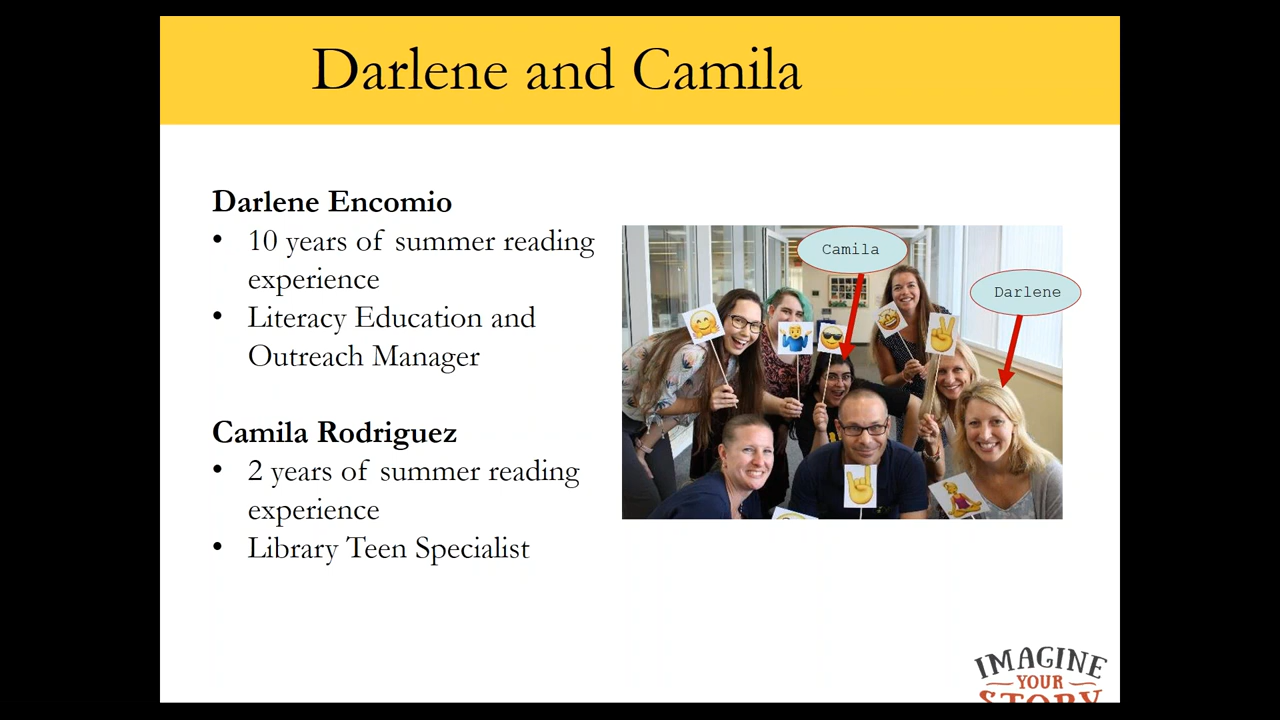 Darlene and Camila
Darlene Encomio
• 10 years of summer reading
experience
• Literacy Education and
Outreach Manager
Camila Rodriguez
• 2 years of summer reading
experience
• Library Teen Specialist
Camila
Darlene
IMAGINE
YOUR
STORY